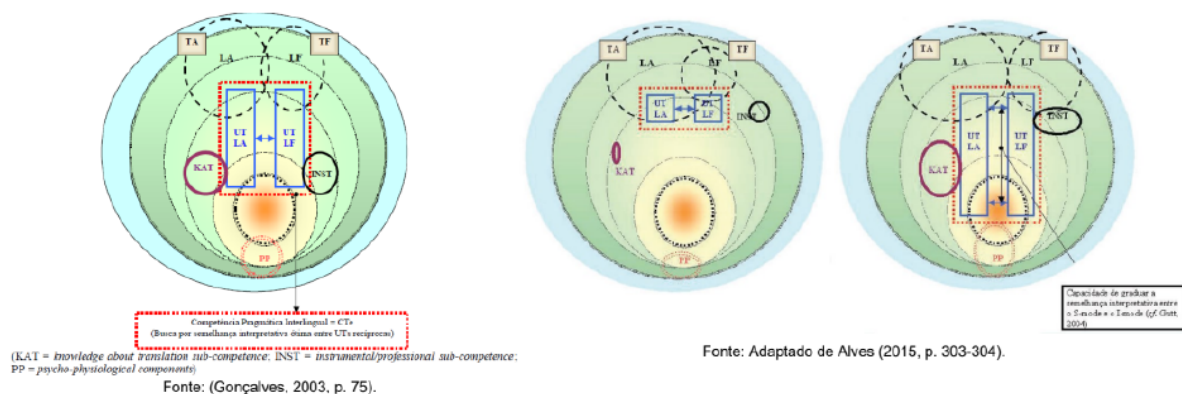 TA
TF
LA
LF
UT
LA
UT
LF
KAT
INST
PP
Competência Pragmática Interlingual = CTe
(Busca por semelhança interpretativa ótima entre UTs recíprocas)
(KAT = knowledge about translation sub-competence; INST = instrumental/professional sub-competence;
PP = psycho-physiological components)
Fonte: (Gonçalves, 2003, p. 75).
TA
TF
LA
LF
UT
LA
UT
LF
INST
KAT
PP
TA
TF
LA
LF
INST
UT
LA
UT
LF
KAT
PP
Capacidade de graduar a
semelhança interpretativa entre
o S-mode e o I-mode (cf. Gutt,
2004)
Fonte: Adaptado de Alves (2015, p. 303-304).